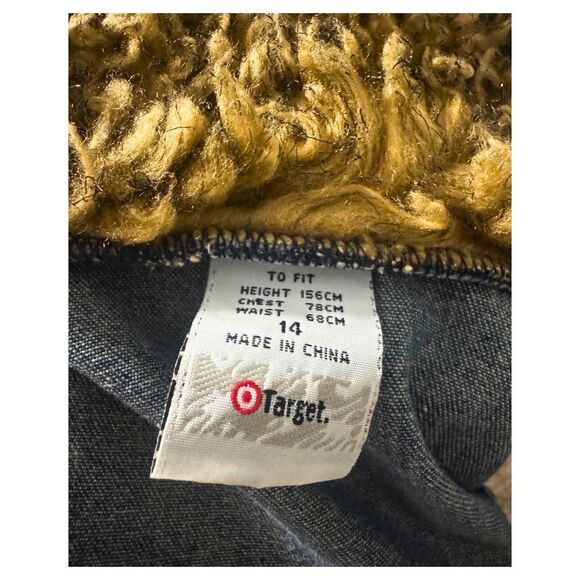 TO FIT
HEIGHT 156CM
CHEST 78CM
WAIST 68CM
14
MADE IN CHINA
Target.